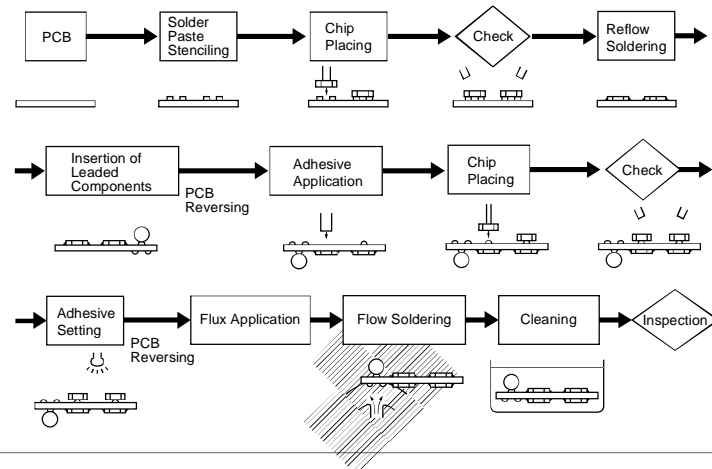 PCB
Solder
Paste
Stenciling
Chip
Placing
Check
Reflow
Soldering
Insertion of
Leaded
Components
PCB
Reversing
Adhesive
Application
Chip
Placing
Check
Adhesive
Setting
PCB
Reversing
Flux Application
Flow Soldering
Cleaning
Inspection